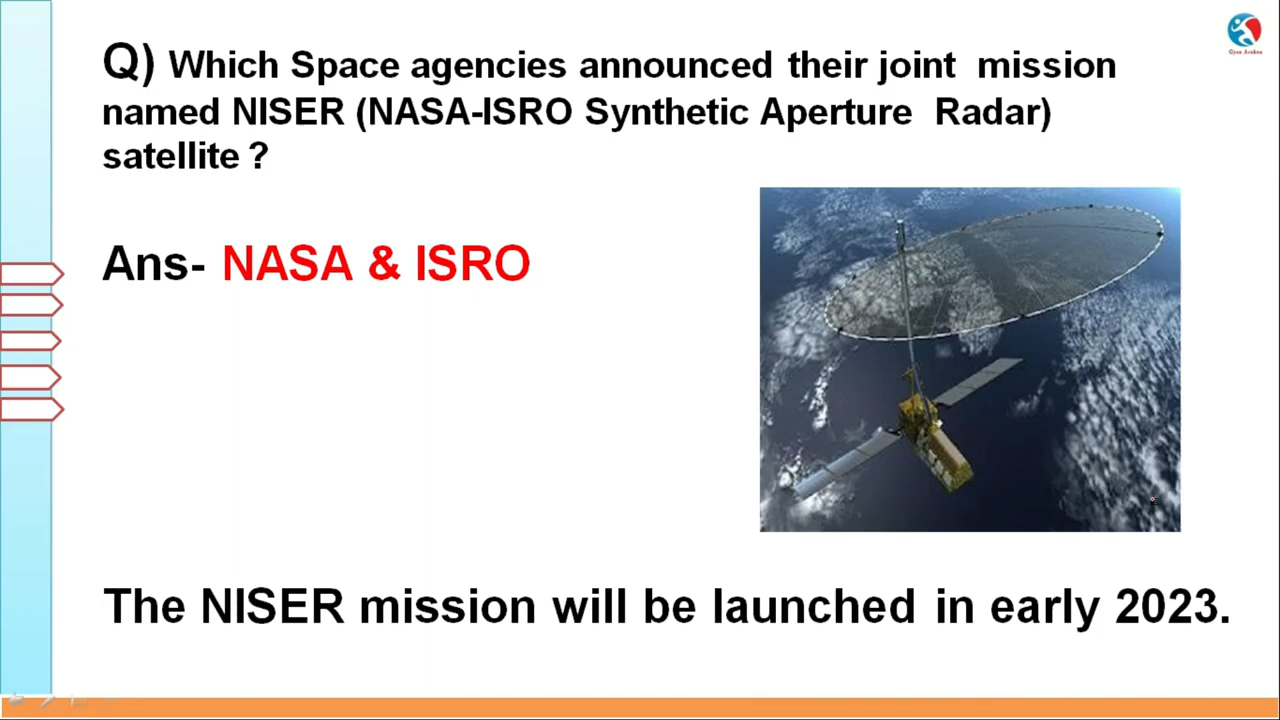 Q) Which Space agencies announced their joint mission
named NISER (NASA-ISRO Synthetic Aperture Radar)
satellite ?
Ans- NASA & ISRO
The NISER mission will be launched in early 2023.